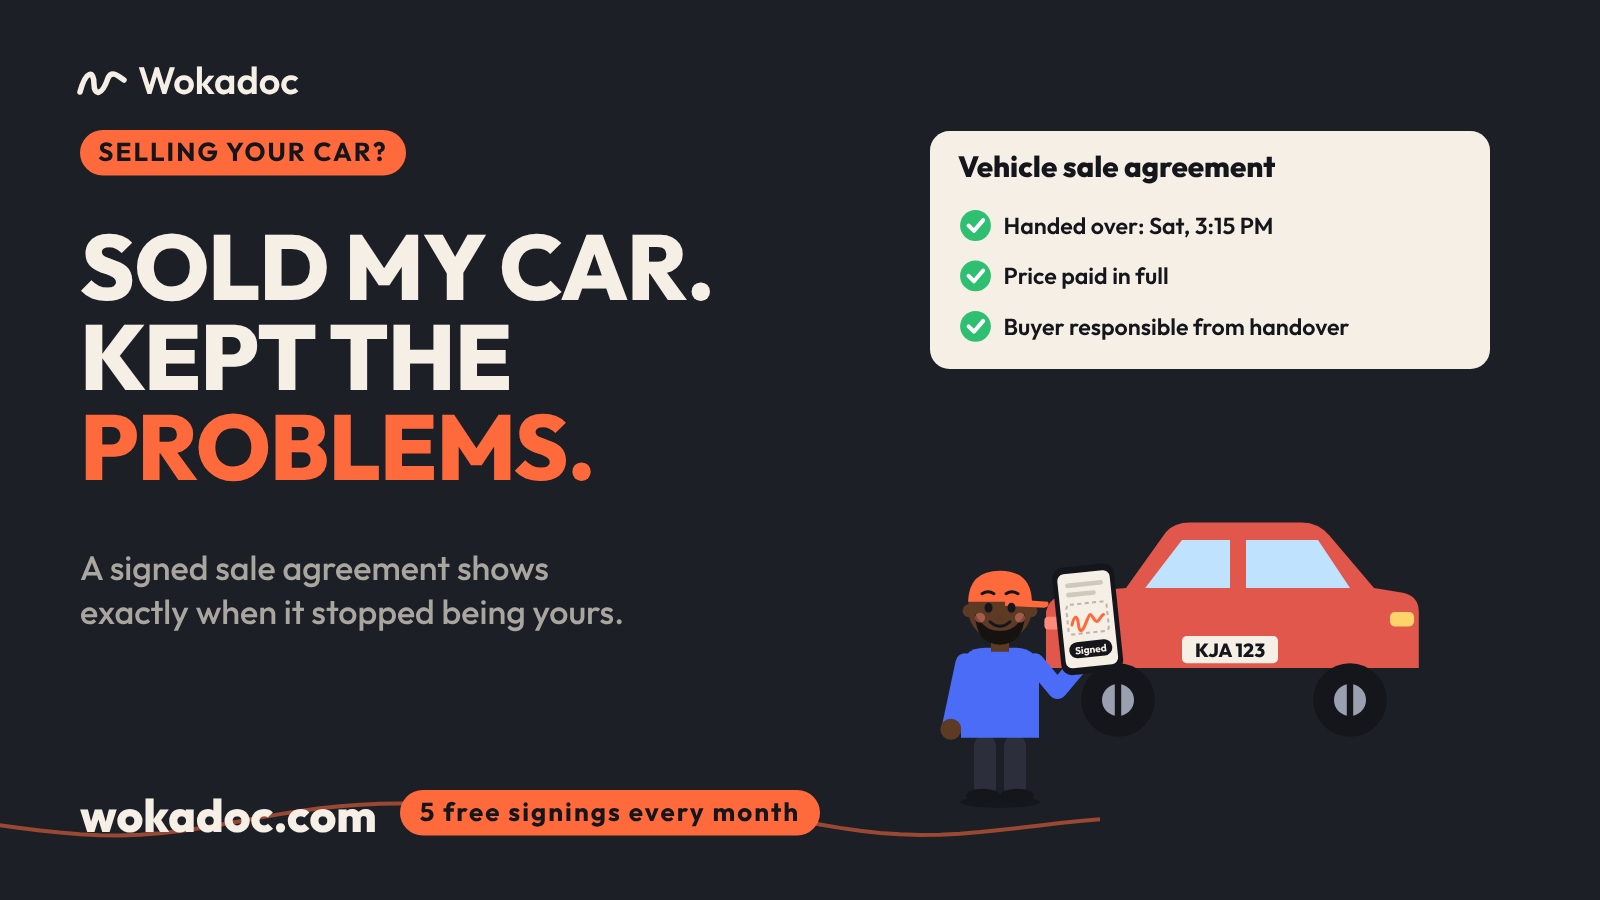 Wokadoc
SELLING YOUR CAR?
SOLD MY CAR.
KEPT THE
PROBLEMS.
A signed sale agreement shows
exactly when it stopped being yours.
wokadoc.com
5 free signings every month
Vehicle sale agreement
Handed over: Sat, 3:15 PM
Price paid in full
Buyer responsible from handover
Signed
KJA 123